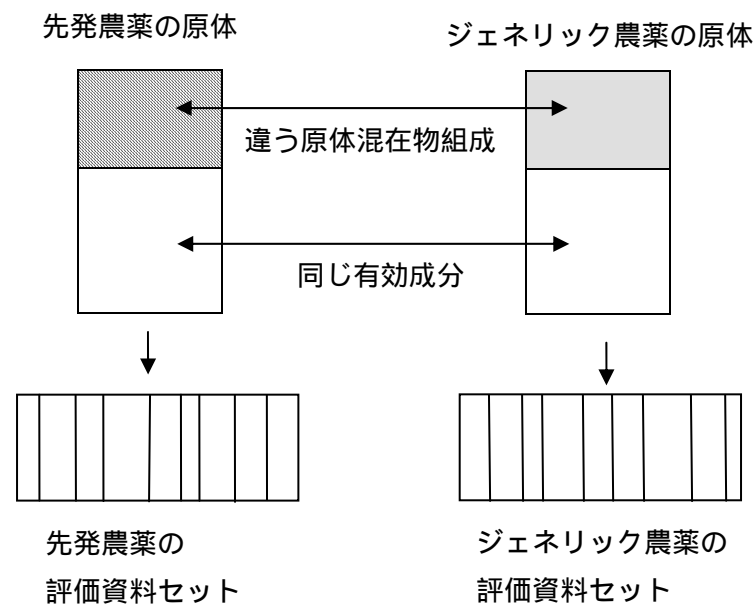 先発農薬の原体
ジェネリック農薬の原体
違う原体混在物組成
同じ有効成分
先発農薬の
評価資料セット
ジェネリック農薬の
評価資料セット